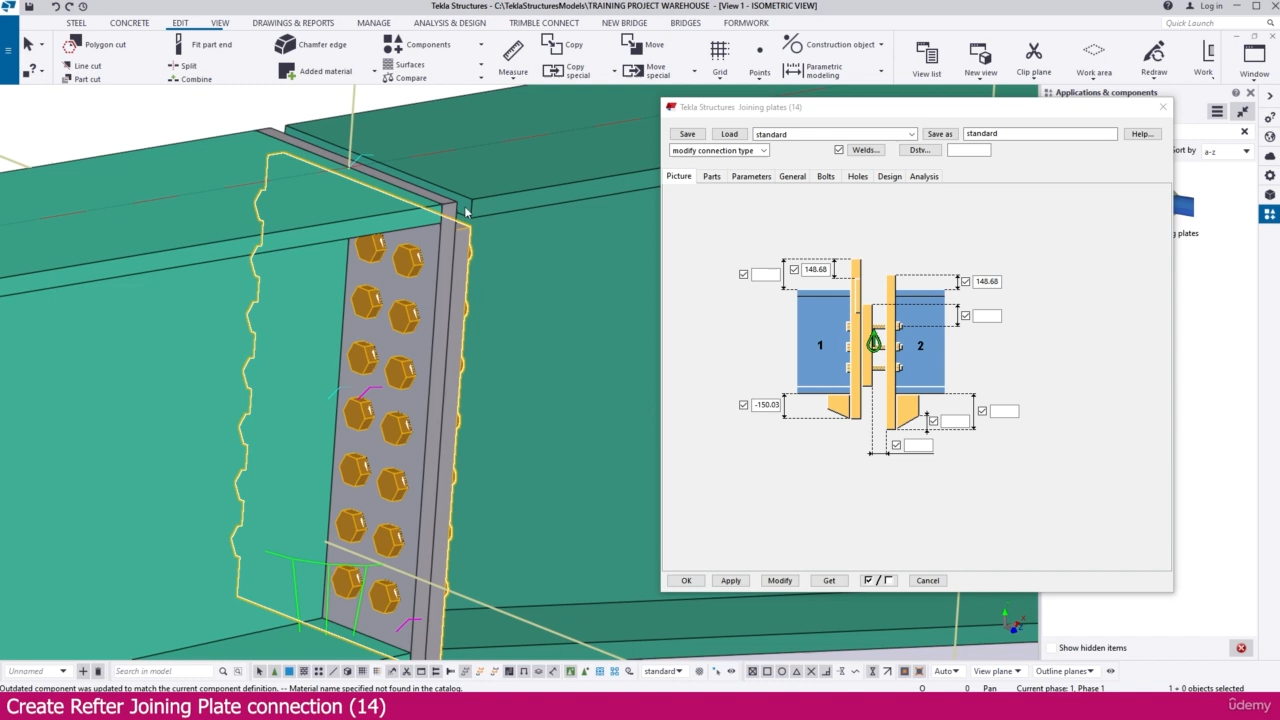 Tekla Structures - C:\TeklaStructuresModels\TRAINING PROJECT WAREHOUSE - [View 1 - ISOMETRIC VIEW]
Log in
STEEL CONCRETE EDIT VIEW DRAWINGS & REPORTS MANAGE ANALYSIS & DESIGN TRIMBLE CONNECT NEW BRIDGE BRIDGES FORMWORK
Quick Launch
Polygon cut
Line cut
Part cut
Fit part end
Split
Combine
Chamfer edge
Added material
Components
Surfaces
Compare
Measure
Copy
Copy special
Move
Move special
Grid
Points
Construction object
Parametric modeling
View list
New view
Clip plane
Work area
Redraw
Work
Window
Applications & components
Sort by a-z
g plates
Tekla Structures Joining plates (14)
Save Load standard Save as standard Help...
modify connection type Welds... Dstv...
Picture Parts Parameters General Bolts Holes Design Analysis
148.68
148.68
1
2
-150.03
OK Apply Modify Get / Cancel
Show hidden items
Unnamed
Search in model
standard
Auto
View plane
Outline planes
Outdated component was updated to match the current component definition. -- Material name specified not found in the catalog.
O 0 Pan Current phase: 1, Phase 1 1 + 0 objects selected
Create Refter Joining Plate connection (14)
ûdemy